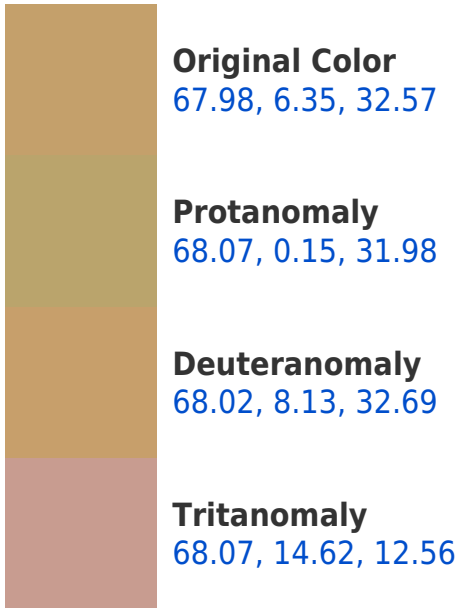 Original Color
67.98, 6.35, 32.57
Protanomaly
68.07, 0.15, 31.98
Deuteranomaly
68.02, 8.13, 32.69
Tritanomaly
68.07, 14.62, 12.56